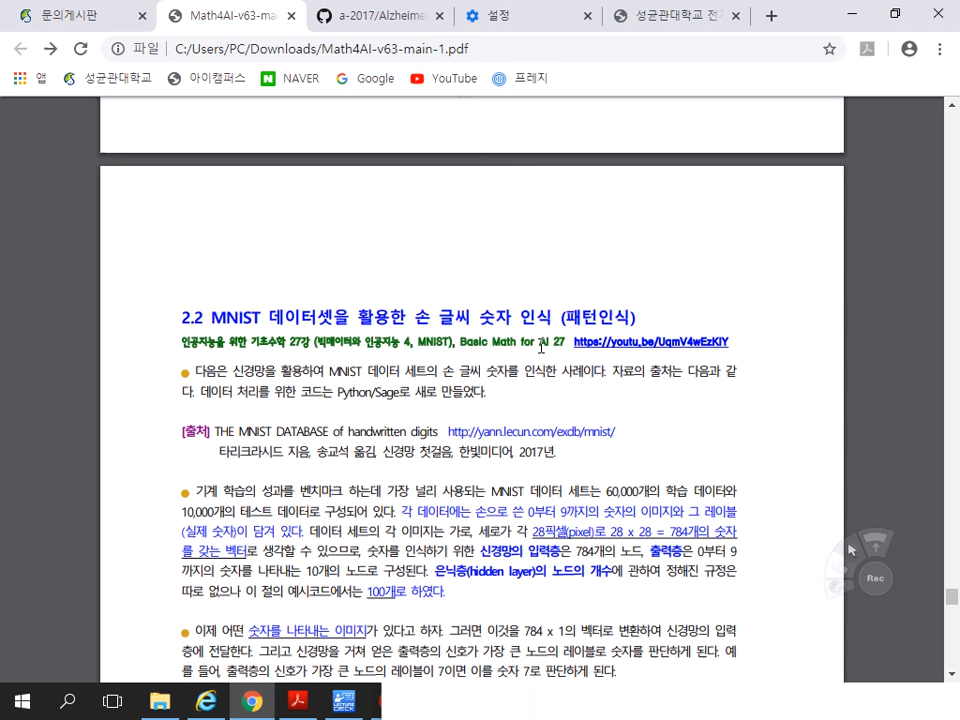 문의게시판
Math4AI-v63-mai
a-2017/Alzheime
설정
성균관대학교 전
파일 | C:/Users/PC/Downloads/Math4AI-v63-main-1.pdf
앱 성균관대학교 아이캠퍼스 NAVER Google YouTube 프레지
2.2 MNIST 데이터셋을 활용한 손 글씨 숫자 인식 (패턴인식)
인공지능을 위한 기초수학 27강 (빅데이터와 인공지능 4, MNIST), Basic Math for AI 27 https://youtu.be/UqmV4wEzKlY
● 다음은 신경망을 활용하여 MNIST 데이터 세트의 손 글씨 숫자를 인식한 사례이다. 자료의 출처는 다음과 같
다. 데이터 처리를 위한 코드는 Python/Sage로 새로 만들었다.
[출처] THE MNIST DATABASE of handwritten digits http://yann.lecun.com/exdb/mnist/
타리크라시드 지음, 송교석 옮김, 신경망 첫걸음, 한빛미디어, 2017년.
● 기계 학습의 성과를 벤치마크 하는데 가장 널리 사용되는 MNIST 데이터 세트는 60,000개의 학습 데이터와
10,000개의 테스트 데이터로 구성되어 있다. 각 데이터에는 손으로 쓴 0부터 9까지의 숫자의 이미지와 그 레이블
(실제 숫자)이 담겨 있다. 데이터 세트의 각 이미지는 가로, 세로가 각 28픽셀(pixel)로 28 x 28 = 784개의 숫자
를 갖는 벡터로 생각할 수 있으므로, 숫자를 인식하기 위한 신경망의 입력층은 784개의 노드, 출력층은 0부터 9
까지의 숫자를 나타내는 10개의 노드로 구성된다. 은닉층(hidden layer)의 노드의 개수에 관하여 정해진 규정은
따로 없으나 이 절의 예시코드에서는 100개로 하였다.
● 이제 어떤 숫자를 나타내는 이미지가 있다고 하자. 그러면 이것을 784 x 1의 벡터로 변환하여 신경망의 입력
층에 전달한다. 그리고 신경망을 거쳐 얻은 출력층의 신호가 가장 큰 노드의 레이블로 숫자를 판단하게 된다. 예
를 들어, 출력층의 신호가 가장 큰 노드의 레이블이 7이면 이를 숫자 7로 판단하게 된다.
Rec
LECTURE